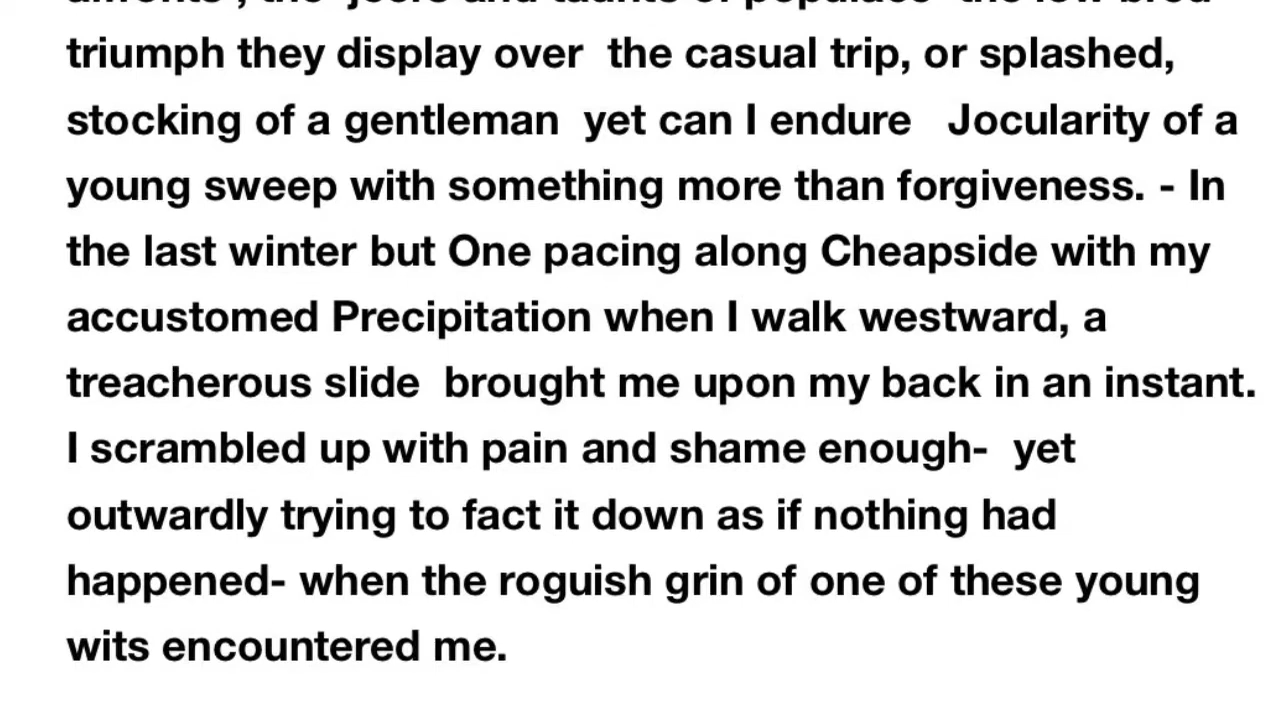 triumph they display over the casual trip, or splashed,
stocking of a gentleman yet can I endure Jocularity of a
young sweep with something more than forgiveness. - In
the last winter but One pacing along Cheapside with my
accustomed Precipitation when I walk westward, a
treacherous slide brought me upon my back in an instant.
I scrambled up with pain and shame enough- yet
outwardly trying to fact it down as if nothing had
happened- when the roguish grin of one of these young
wits encountered me.